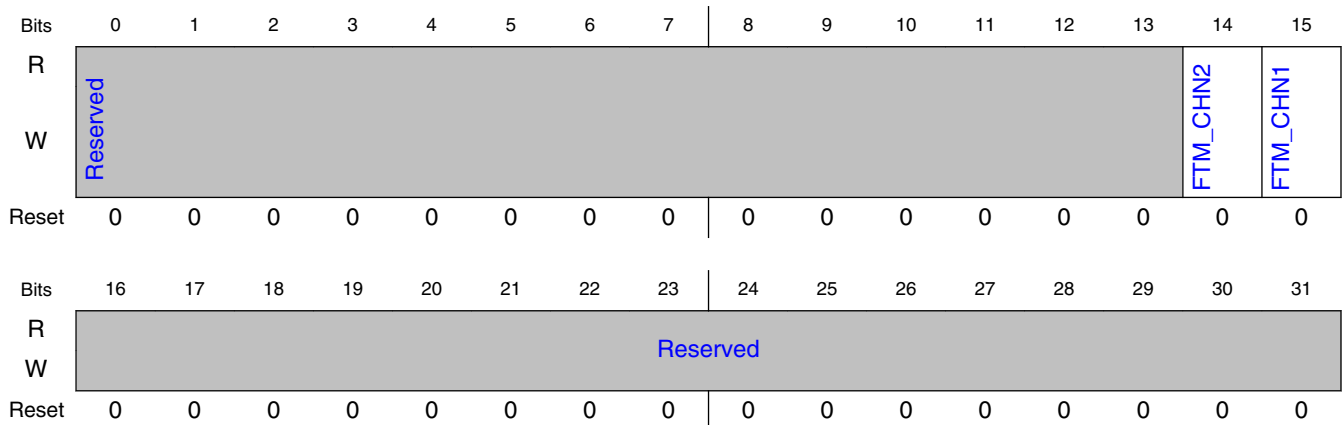 Bits 0 1 2 3 4 5 6 7 8 9 10 11 12 13 14 15
R
W
Reserved
FTM_CHN2
FTM_CHN1
Reset 0 0 0 0 0 0 0 0 0 0 0 0 0 0 0 0
Bits 16 17 18 19 20 21 22 23 24 25 26 27 28 29 30 31
R
Reserved
W
Reset 0 0 0 0 0 0 0 0 0 0 0 0 0 0 0 0